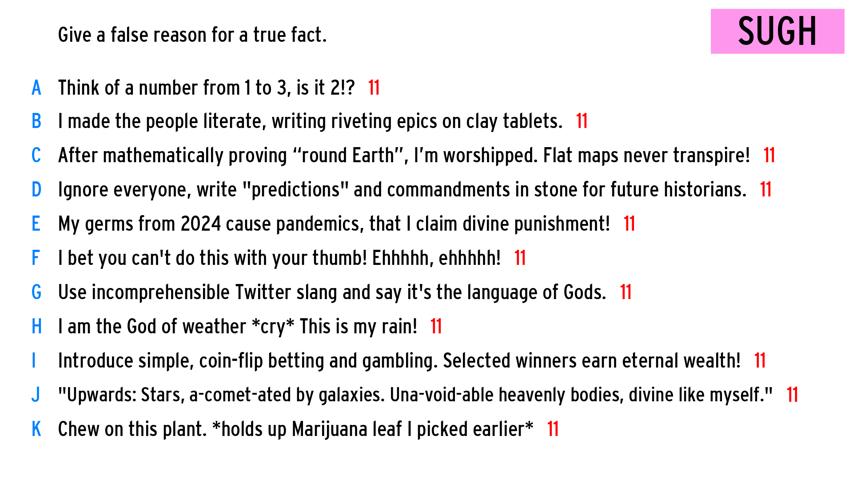 Give a false reason for a true fact.
SUGH
A Think of a number from 1 to 3, is it 2!? 11
B I made the people literate, writing riveting epics on clay tablets. 11
C After mathematically proving “round Earth”, I’m worshipped. Flat maps never transpire! 11
D Ignore everyone, write "predictions" and commandments in stone for future historians. 11
E My germs from 2024 cause pandemics, that I claim divine punishment! 11
F I bet you can't do this with your thumb! Ehhhhh, ehhhhh! 11
G Use incomprehensible Twitter slang and say it's the language of Gods. 11
H I am the God of weather *cry* This is my rain! 11
I Introduce simple, coin-flip betting and gambling. Selected winners earn eternal wealth! 11
J "Upwards: Stars, a-comet-ated by galaxies. Una-void-able heavenly bodies, divine like myself." 11
K Chew on this plant. *holds up Marijuana leaf I picked earlier* 11